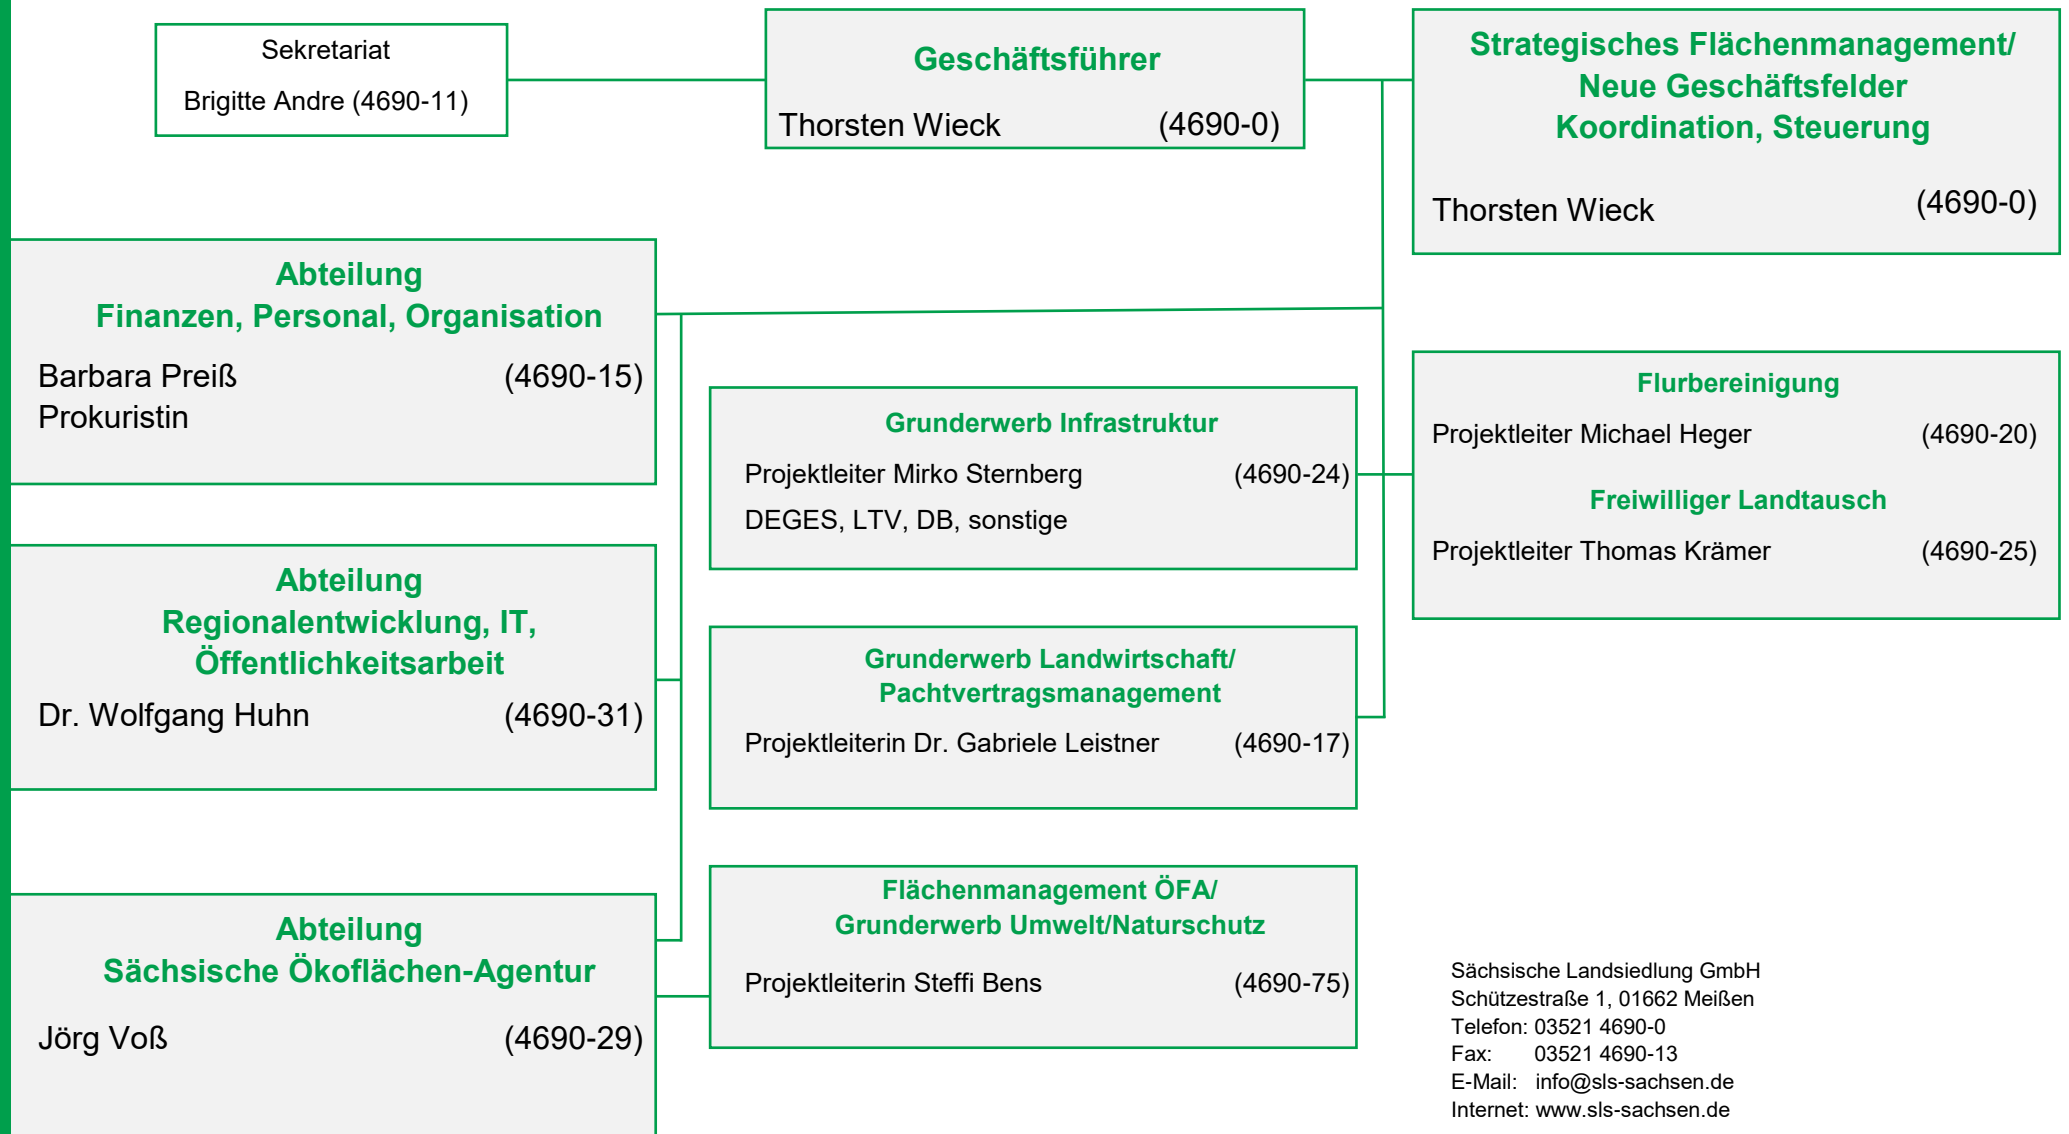 Sekretariat
Brigitte Andre (4690-11)
Geschäftsführer
Thorsten Wieck (4690-0)
Strategisches Flächenmanagement/
Neue Geschäftsfelder
Koordination, Steuerung
Thorsten Wieck (4690-0)
Abteilung
Finanzen, Personal, Organisation
Barbara Preiß (4690-15)
Prokuristin
Grunderwerb Infrastruktur
Projektleiter Mirko Sternberg (4690-24)
DEGES, LTV, DB, sonstige
Flurbereinigung
Projektleiter Michael Heger (4690-20)
Freiwilliger Landtausch
Projektleiter Thomas Krämer (4690-25)
Abteilung
Regionalentwicklung, IT,
Öffentlichkeitsarbeit
Dr. Wolfgang Huhn (4690-31)
Grunderwerb Landwirtschaft/
Pachtvertragsmanagement
Projektleiterin Dr. Gabriele Leistner (4690-17)
Abteilung
Sächsische Ökoflächen-Agentur
Jörg Voß (4690-29)
Flächenmanagement ÖFA/
Grunderwerb Umwelt/Naturschutz
Projektleiterin Steffi Bens (4690-75)
Sächsische Landsiedlung GmbH
Schützestraße 1, 01662 Meißen
Telefon: 03521 4690-0
Fax: 03521 4690-13
E-Mail: info@sls-sachsen.de
Internet: www.sls-sachsen.de